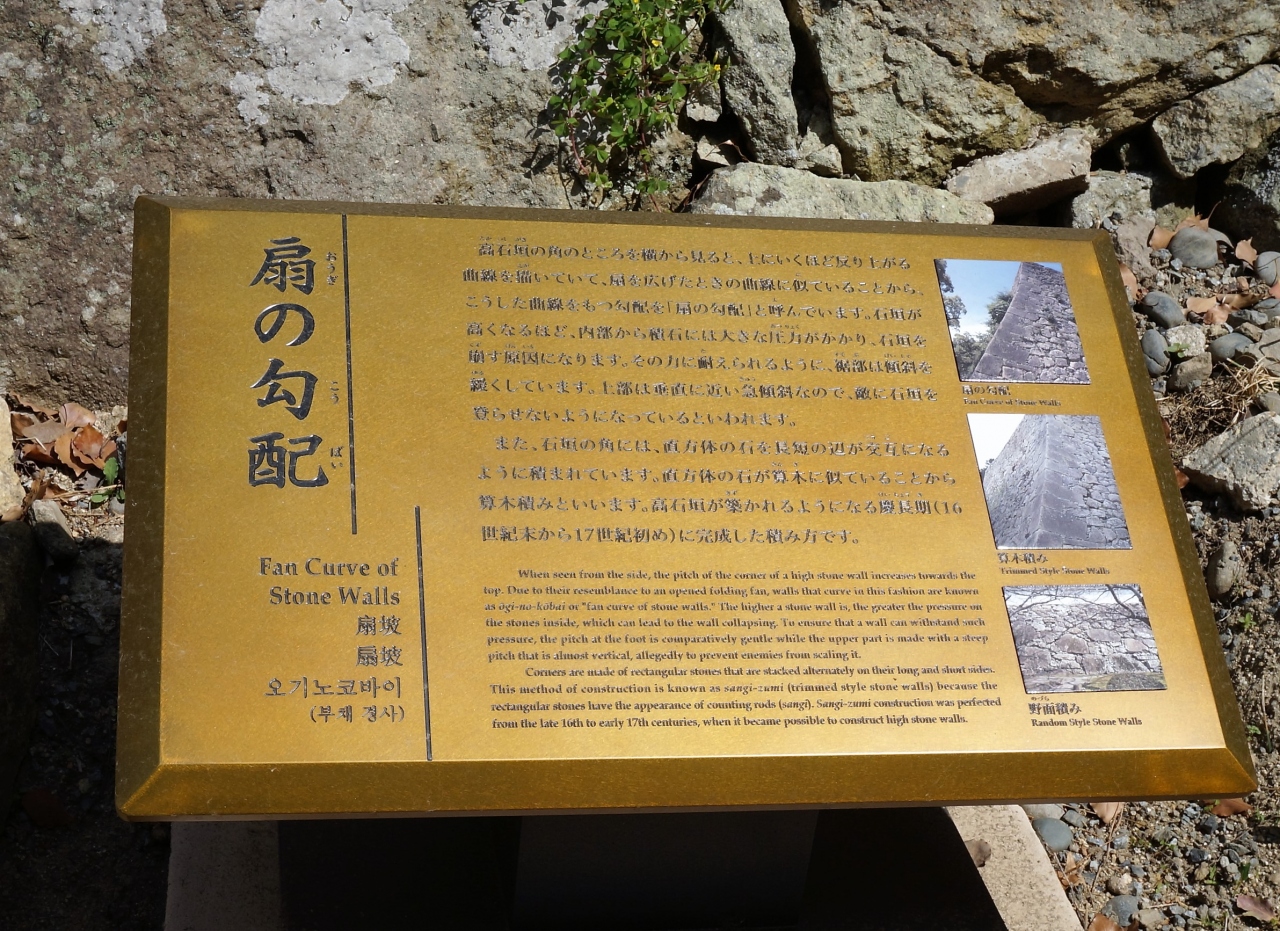 扇の勾配
おうぎ
こう
ばい
Fan Curve of
Stone Walls
扇坡
扇坡
오기노코바이
(부채 경사)
高石垣の角のところを横から見ると、上にいくほど反り上がる
曲線を描いていて、扇を広げたときの曲線に似ていることから、
こうした曲線をもつ勾配を「扇の勾配」と呼んでいます。石垣が
高くなるほど、内部から積石には大きな圧力がかかり、石垣を
崩す原因になります。その力に耐えられるように、裾部は傾斜を
緩くしています。上部は垂直に近い急傾斜なので、敵に石垣を
登らせないようになっているといわれます。
また、石垣の角には、直方体の石を長短の辺が交互になる
ように積まれています。直方体の石が算木に似ていることから
算木積みといいます。高石垣が築かれるようになる慶長期(16
世紀末から17世紀初め)に完成した積み方です。
When seen from the side, the pitch of the corner of a high stone wall increases towards the
top. Due to their resemblance to an opened folding fan, walls that curve in this fashion are known
as ōgi-no-kōbai or "fan curve of stone walls." The higher a stone wall is, the greater the pressure on
the stones inside, which can lead to the wall collapsing. To ensure that a wall can withstand such
pressure, the pitch at the foot is comparatively gentle while the upper part is made with a steep
pitch that is almost vertical, allegedly to prevent enemies from scaling it.
Corners are made of rectangular stones that are stacked alternately on their long and short sides.
This method of construction is known as sangi-zumi (trimmed style stone walls) because the
rectangular stones have the appearance of counting rods (sangi). Sangi-zumi construction was perfected
from the late 16th to early 17th centuries, when it became possible to construct high stone walls.
扇の勾配
Fan Curve of Stone Walls
算木積み
Trimmed Style Stone Walls
のづら
野面積み
Random Style Stone Walls